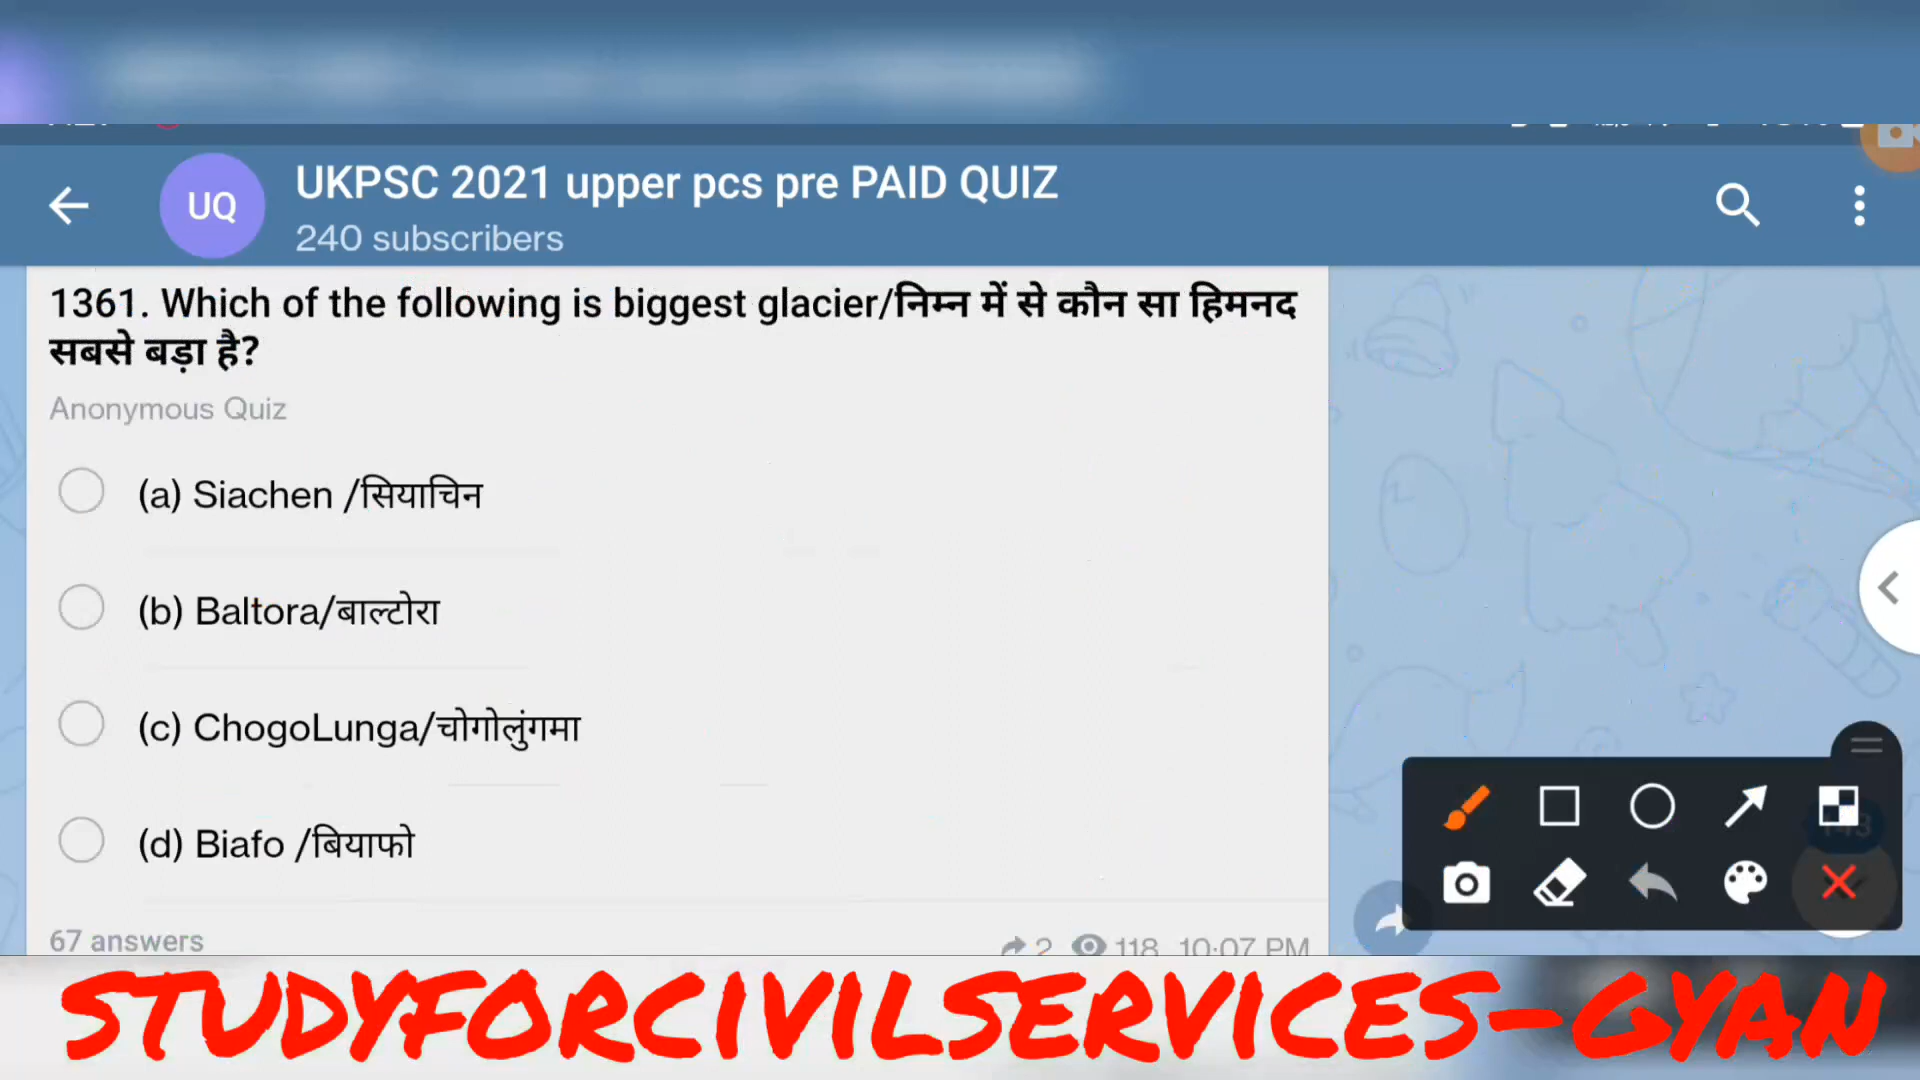 UKPSC 2021 upper pcs pre PAID QUIZ
UQ
240 subscribers
1361. Which of the following is biggest glacier/निम्न में से कौन सा हिमनद
सबसे बड़ा है?
Anonymous Quiz
(a) Siachen /सियाचिन
(b) Baltora/बाल्टोरा
(c) ChogoLunga/चोगोलुंगमा
(d) Biafo /बियाफो
67 answers
2 118 10:07 PM
STUDYFORCIVILSERVICES-GYAN